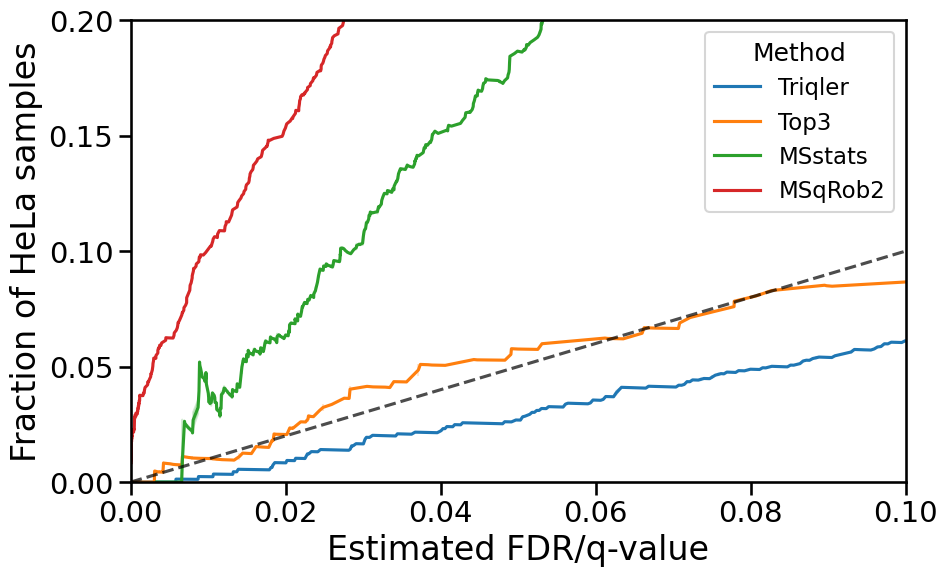 0.20
0.15
0.10
0.05
0.00
Fraction of HeLa samples
Method
Triqler
Top3
MSstats
MSqRob2
0.00 0.02 0.04 0.06 0.08 0.10
Estimated FDR/q-value